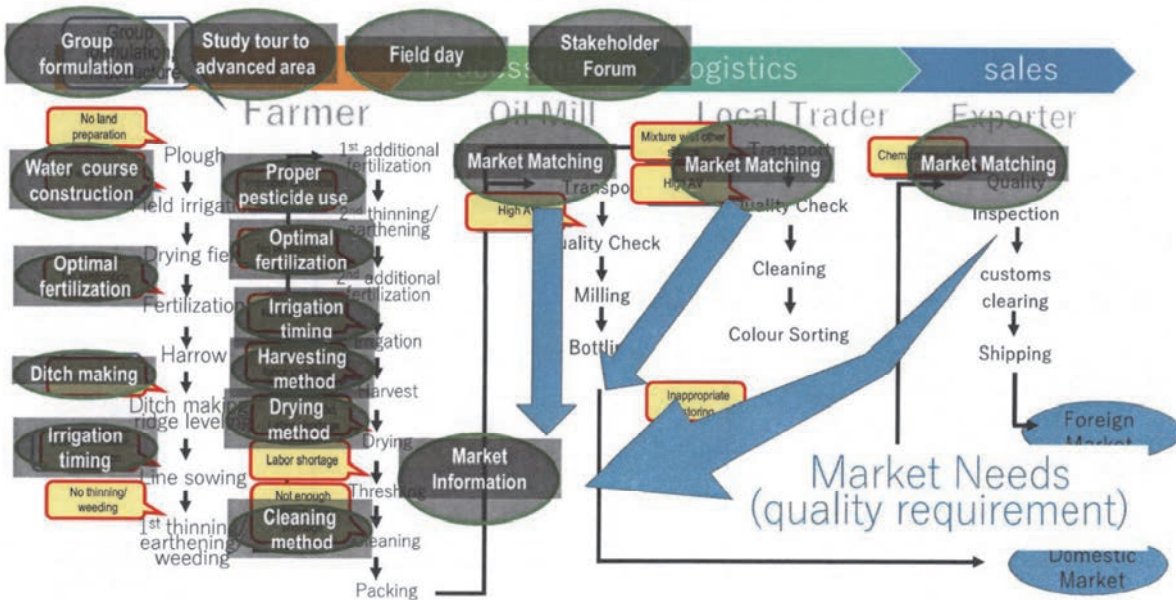 Group
formulation
Study tour to
advanced area
Field day
Stakeholder
Forum
Logistics
sales
Farmer
Oil Mill
Local Trader
Exporter
No land
preparation
Plough
Water course
construction
Field irrigation
Drying field
Optimal
fertilization
Fertilization
Harrow
Ditch making
Ditch making
ridge leveling
Irrigation
timing
Line sowing
No thinning/
weeding
1st thinning/
earthening/
weeding
1st additional
fertilization
Proper
pesticide use
2nd thinning/
earthening
Optimal
fertilization
2nd additional
fertilization
Irrigation
timing
Irrigation
Harvesting
method
Harvest
Drying
method
Drying
Labor shortage
Threshing
Not enough
Cleaning
method
Cleaning
Packing
Market Matching
Transport
High AV
Quality Check
Milling
Bottling
Market
Information
Mixture other
Market Matching
Transport
High AV
Quality Check
Cleaning
Colour Sorting
Inappropriate
storing
Market Matching
Quality
Inspection
customs
clearing
Shipping
Foreign
Market
Market Needs
(quality requirement)
Domestic
Market